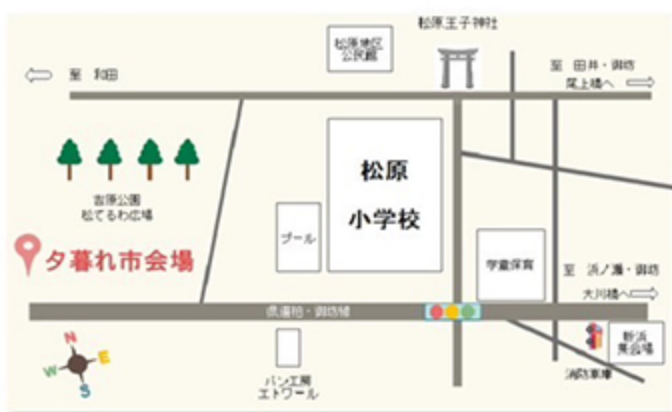 松原王子神社
松原地区
公民館
至 和田
至 田井・御坊
尾上橋へ
松原
小学校
吉原公園
松てるわ広場
プール
夕暮れ市会場
学童保育
至 浜ノ瀬・御坊
大川橋へ
県道柏・御坊線
新浜
集会場
消防車庫
パン工房
エトワール
N
E
W
S